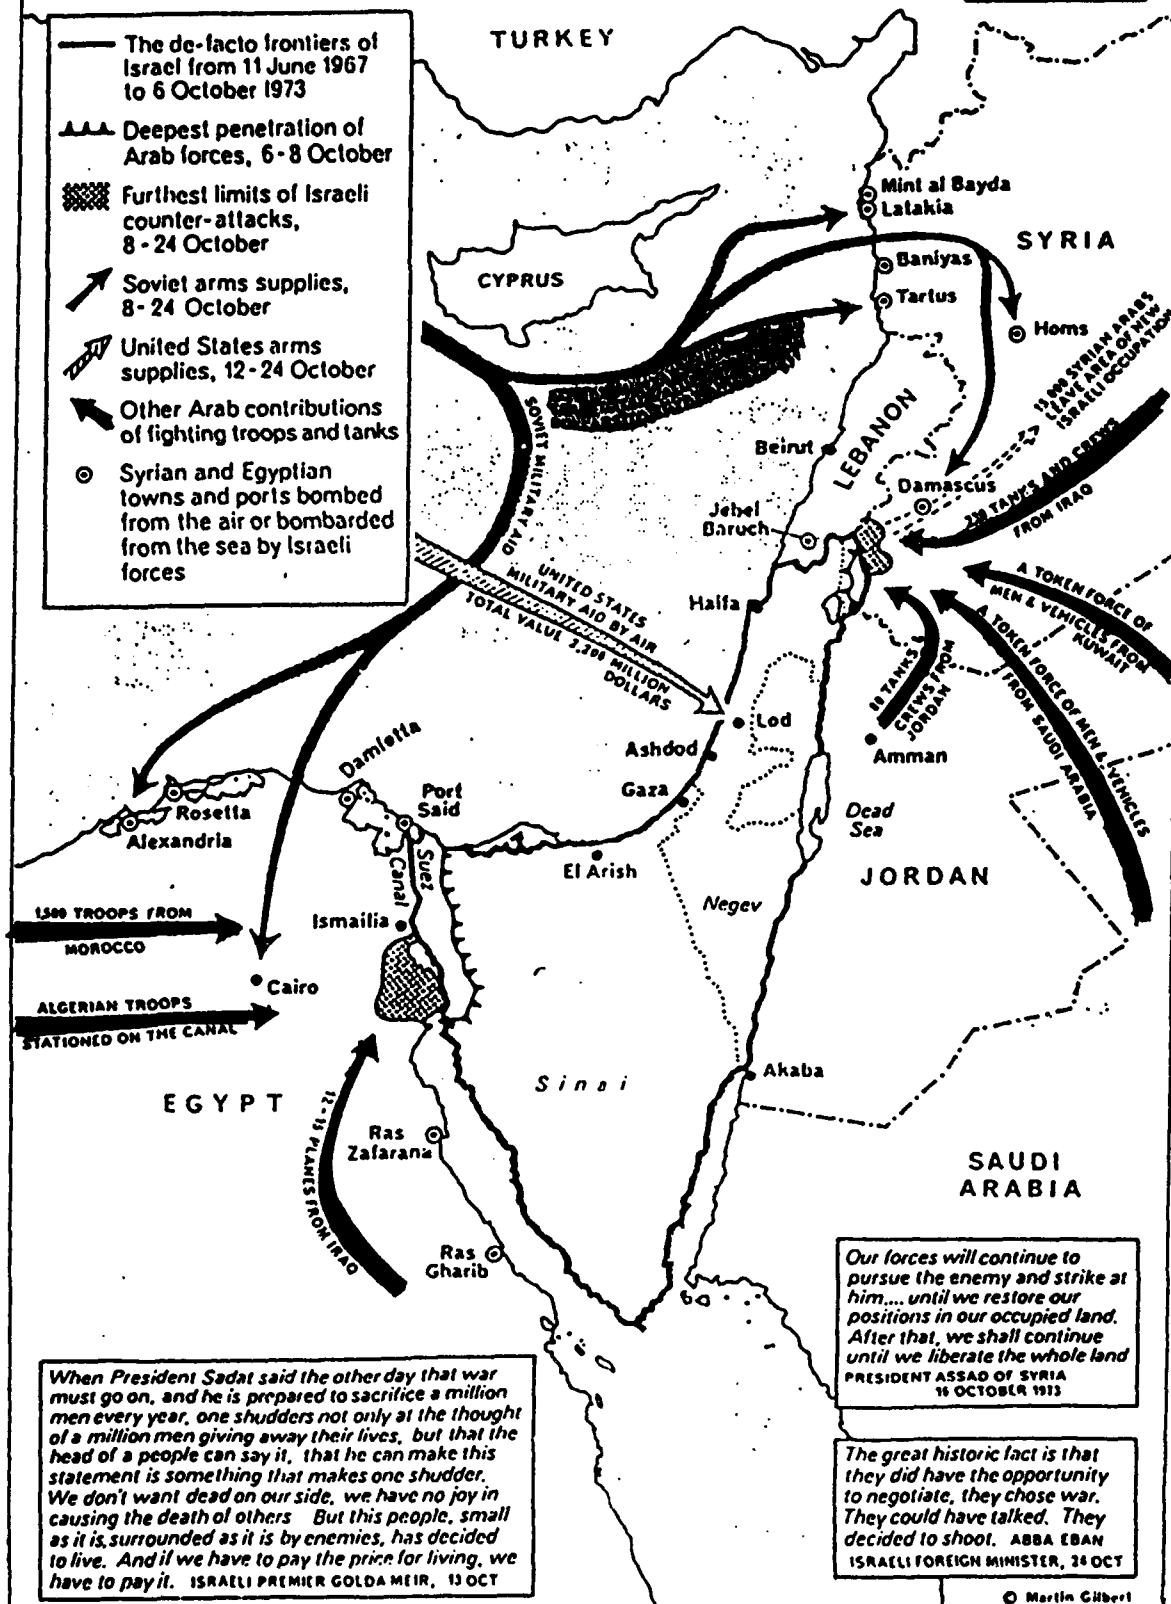 The de-facto frontiers of
Israel from 11 June 1967
to 6 October 1973
Deepest penetration of
Arab forces, 6-8 October
Furthest limits of Israeli
counter-attacks,
8-24 October
Soviet arms supplies,
8-24 October
United States arms
supplies, 12-24 October
Other Arab contributions
of fighting troops and tanks
Syrian and Egyptian
towns and ports bombed
from the air or bombarded
from the sea by Israeli
forces
TURKEY
Mint al Bayda
Latakia
SYRIA
Baniyas
CYPRUS
Tartus
Homs
15,000 SYRIAN ARABS
LEAVE AREA OF NEW
ISRAELI OCCUPATION
SOVIET MILITARY AID
LEBANON
Beirut
Damascus
TANKS AND CREWS
FROM IRAQ
Jebel
Baruch
UNITED STATES
MILITARY AID BY AIR
TOTAL VALUE 2,200 MILLION
DOLLARS
Haifa
A TOKEN FORCE OF
MEN & VEHICLES FROM
KUWAIT
A TOKEN FORCE OF MEN & VEHICLES
FROM SAUDI ARABIA
80 TANKS &
CREWS FROM
JORDAN
Lod
Ashdod
Amman
Gaza
Damietta
Port
Said
Rosetta
Alexandria
Dead
Sea
El Arish
JORDAN
Suez
Canal
Negev
1,500 TROOPS FROM
MOROCCO
Ismailia
Cairo
ALGERIAN TROOPS
STATIONED ON THE CANAL
Akaba
Sinai
EGYPT
12-15 PLANES FROM IRAQ
Ras
Zafarana
SAUDI
ARABIA
Ras
Gharib
Our forces will continue to
pursue the enemy and strike at
him.... until we restore our
positions in our occupied land.
After that, we shall continue
until we liberate the whole land
PRESIDENT ASSAD OF SYRIA
16 OCTOBER 1973
When President Sadat said the other day that war
must go on, and he is prepared to sacrifice a million
men every year, one shudders not only at the thought
of a million men giving away their lives, but that the
head of a people can say it, that he can make this
statement is something that makes one shudder.
We don't want dead on our side, we have no joy in
causing the death of others But this people, small
as it is, surrounded as it is by enemies, has decided
to live. And if we have to pay the price for living, we
have to pay it. ISRAELI PREMIER GOLDA MEIR, 13 OCT
The great historic fact is that
they did have the opportunity
to negotiate, they chose war.
They could have talked. They
decided to shoot. ABBA EBAN
ISRAELI FOREIGN MINISTER, 24 OCT
© Martin Gilbert